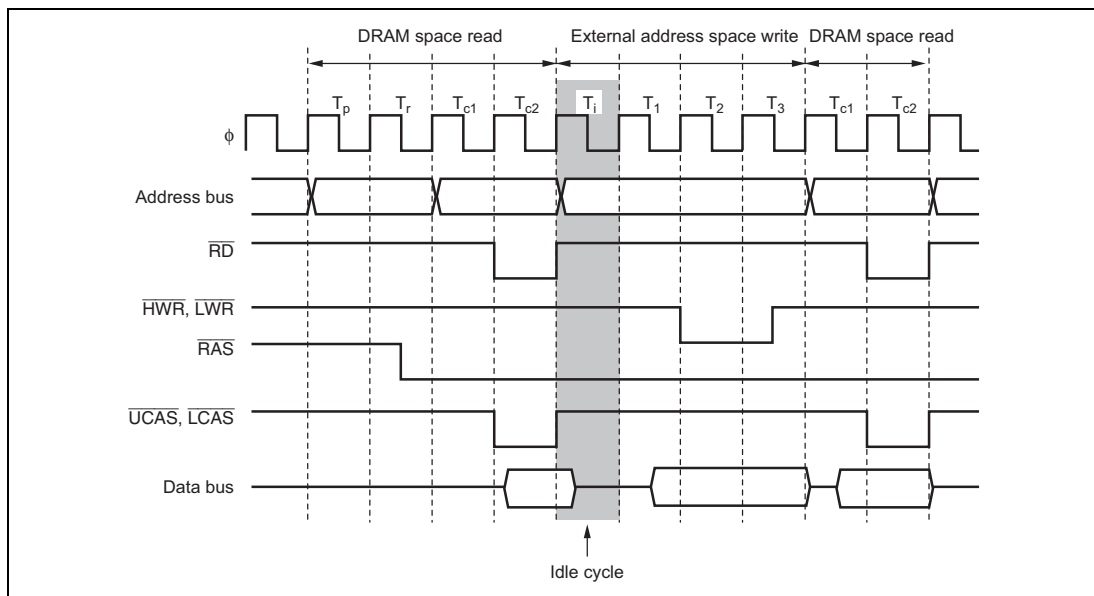 DRAM space read External address space write DRAM space read
Tp Tr Tc1 Tc2 Ti T1 T2 T3 Tc1 Tc2
ϕ
Address bus
RD
HWR, LWR
RAS
UCAS, LCAS
Data bus
Idle cycle